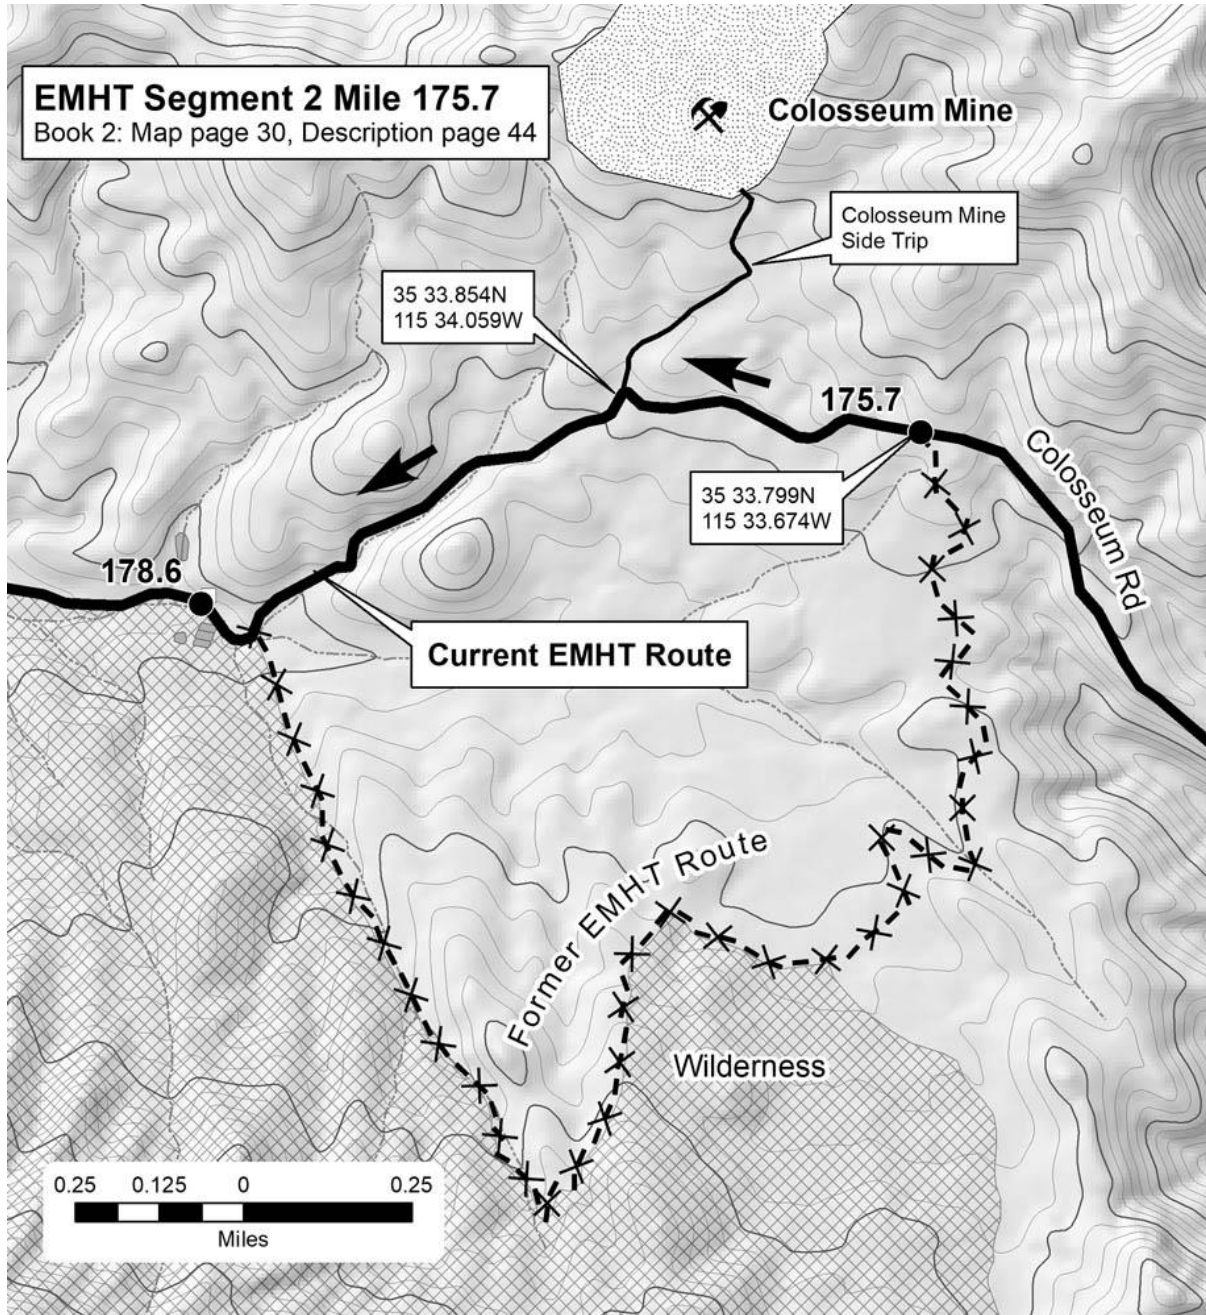 EMHT Segment 2 Mile 175.7
Book 2: Map page 30, Description page 44
Colosseum Mine
Colosseum Mine
Side Trip
35 33.854N
115 34.059W
175.7
Colosseum Rd
35 33.799N
115 33.674W
178.6
Current EMHT Route
Former EMHT Route
Wilderness
0.25 0.125 0 0.25
Miles